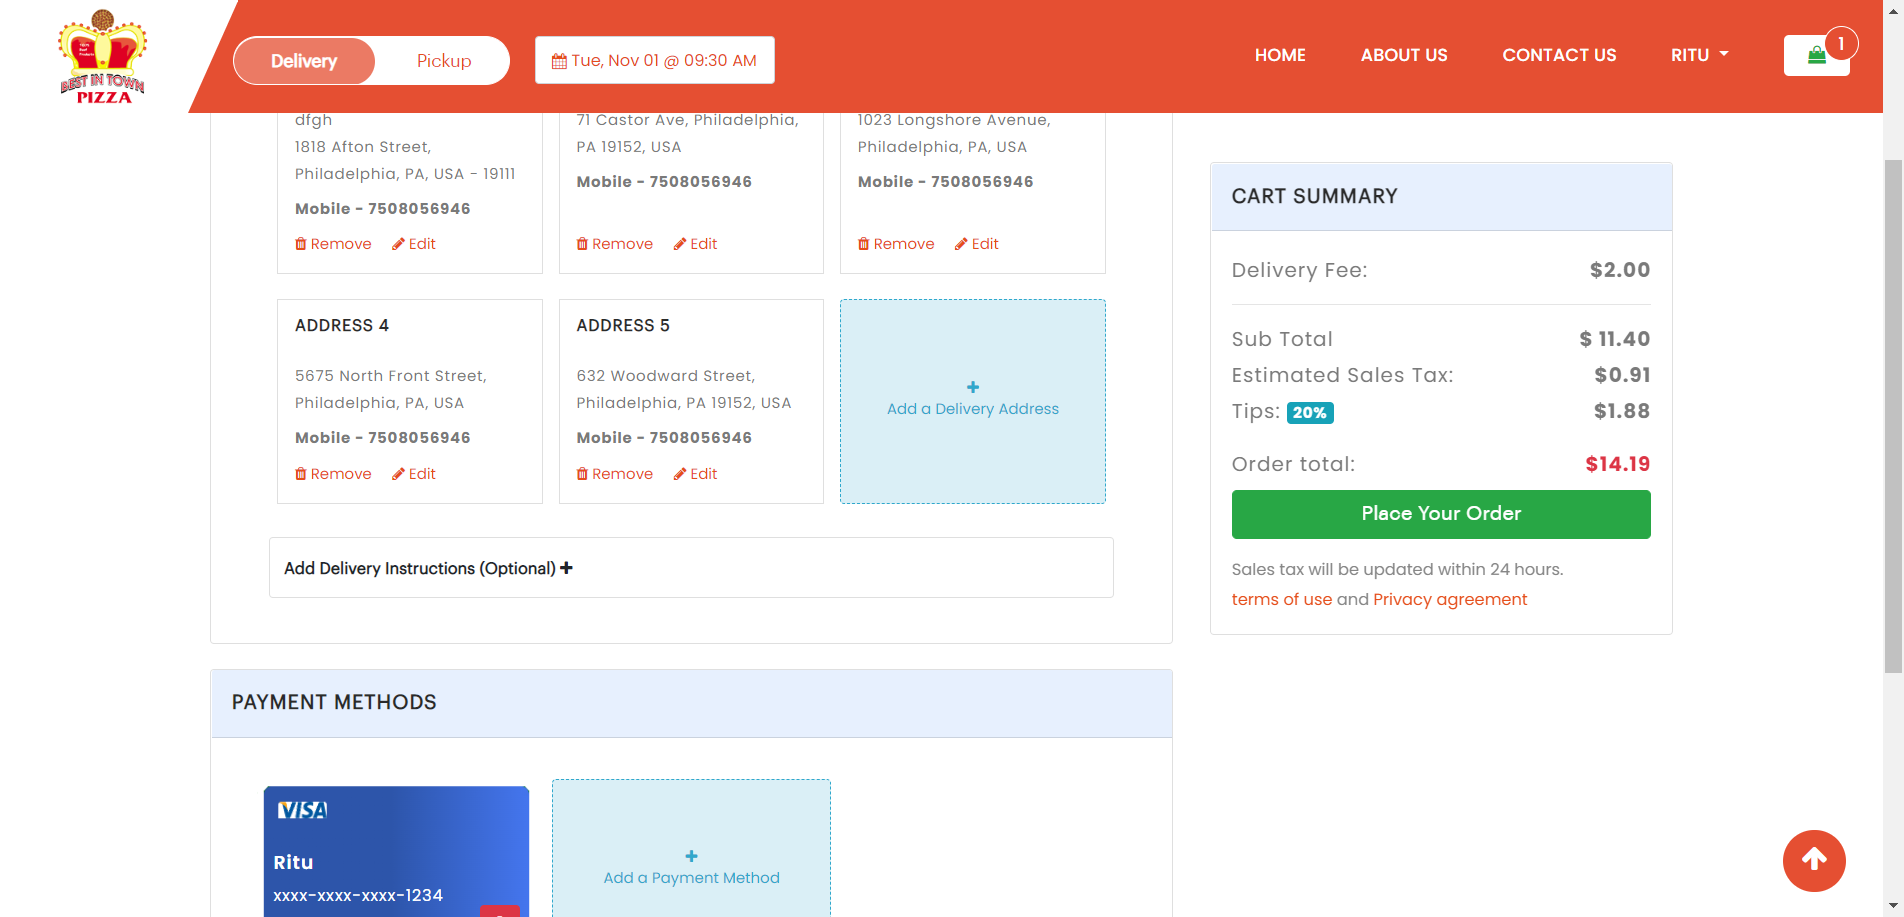 BEST IN TOWN
PIZZA
Delivery
Pickup
Tue, Nov 01 @ 09:30 AM
HOME
ABOUT US
CONTACT US
RITU
1
dfgh
1818 Afton Street,
Philadelphia, PA, USA - 19111
Mobile - 7508056946
Remove Edit
71 Castor Ave, Philadelphia,
PA 19152, USA
Mobile - 7508056946
Remove Edit
1023 Longshore Avenue,
Philadelphia, PA, USA
Mobile - 7508056946
Remove Edit
ADDRESS 4
5675 North Front Street,
Philadelphia, PA, USA
Mobile - 7508056946
Remove Edit
ADDRESS 5
632 Woodward Street,
Philadelphia, PA 19152, USA
Mobile - 7508056946
Remove Edit
Add a Delivery Address
Add Delivery Instructions (Optional)
PAYMENT METHODS
VISA
Ritu
xxxx-xxxx-xxxx-1234
Add a Payment Method
CART SUMMARY
Delivery Fee: $2.00
Sub Total $ 11.40
Estimated Sales Tax: $0.91
Tips: 20% $1.88
Order total: $14.19
Place Your Order
Sales tax will be updated within 24 hours.
terms of use and Privacy agreement